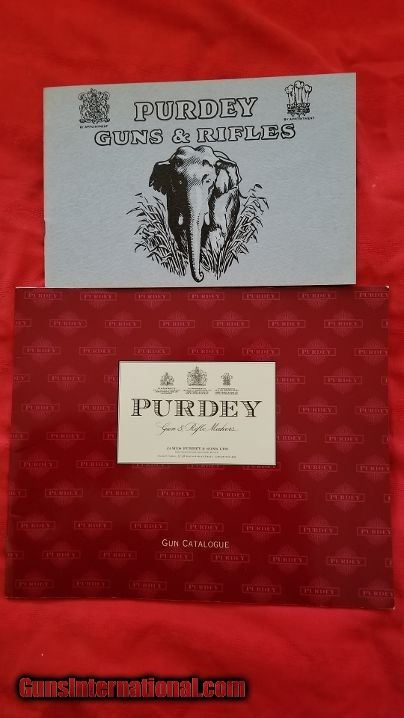 PURDEY
GUNS & RIFLES
BY APPOINTMENT
BY APPOINTMENT
PURDEY
Gun & Rifle Makers
JAMES PURDEY & SONS LTD
GUN CATALOGUE
GunsInternational.com